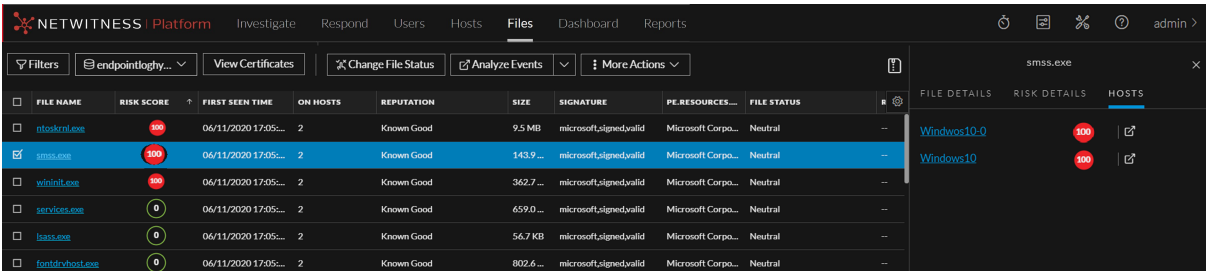 NETWITNESS Platform Investigate Respond Users Hosts Files Dashboard Reports admin >
Filters endpointloghy... View Certificates Change File Status Analyze Events More Actions smss.exe
FILE DETAILS RISK DETAILS HOSTS
FILE NAME RISK SCORE ↑ FIRST SEEN TIME ON HOSTS REPUTATION SIZE SIGNATURE PE.RESOURCES.... FILE STATUS
ntoskrnl.exe 100 06/11/2020 17:05:... 2 Known Good 9.5 MB microsoft,signed,valid Microsoft Corpo... Neutral --
Windwos10-0 100
smss.exe 100 06/11/2020 17:05:... 2 Known Good 143.9 ... microsoft,signed,valid Microsoft Corpo... Neutral --
Windows10 100
wininit.exe 100 06/11/2020 17:05:... 2 Known Good 362.7 ... microsoft,signed,valid Microsoft Corpo... Neutral --
services.exe 0 06/11/2020 17:05:... 2 Known Good 659.0 ... microsoft,signed,valid Microsoft Corpo... Neutral --
lsass.exe 0 06/11/2020 17:05:... 2 Known Good 56.7 KB microsoft,signed,valid Microsoft Corpo... Neutral --
fontdrvhost.exe 0 06/11/2020 17:05:... 2 Known Good 802.6 ... microsoft,signed,valid Microsoft Corpo... Neutral --